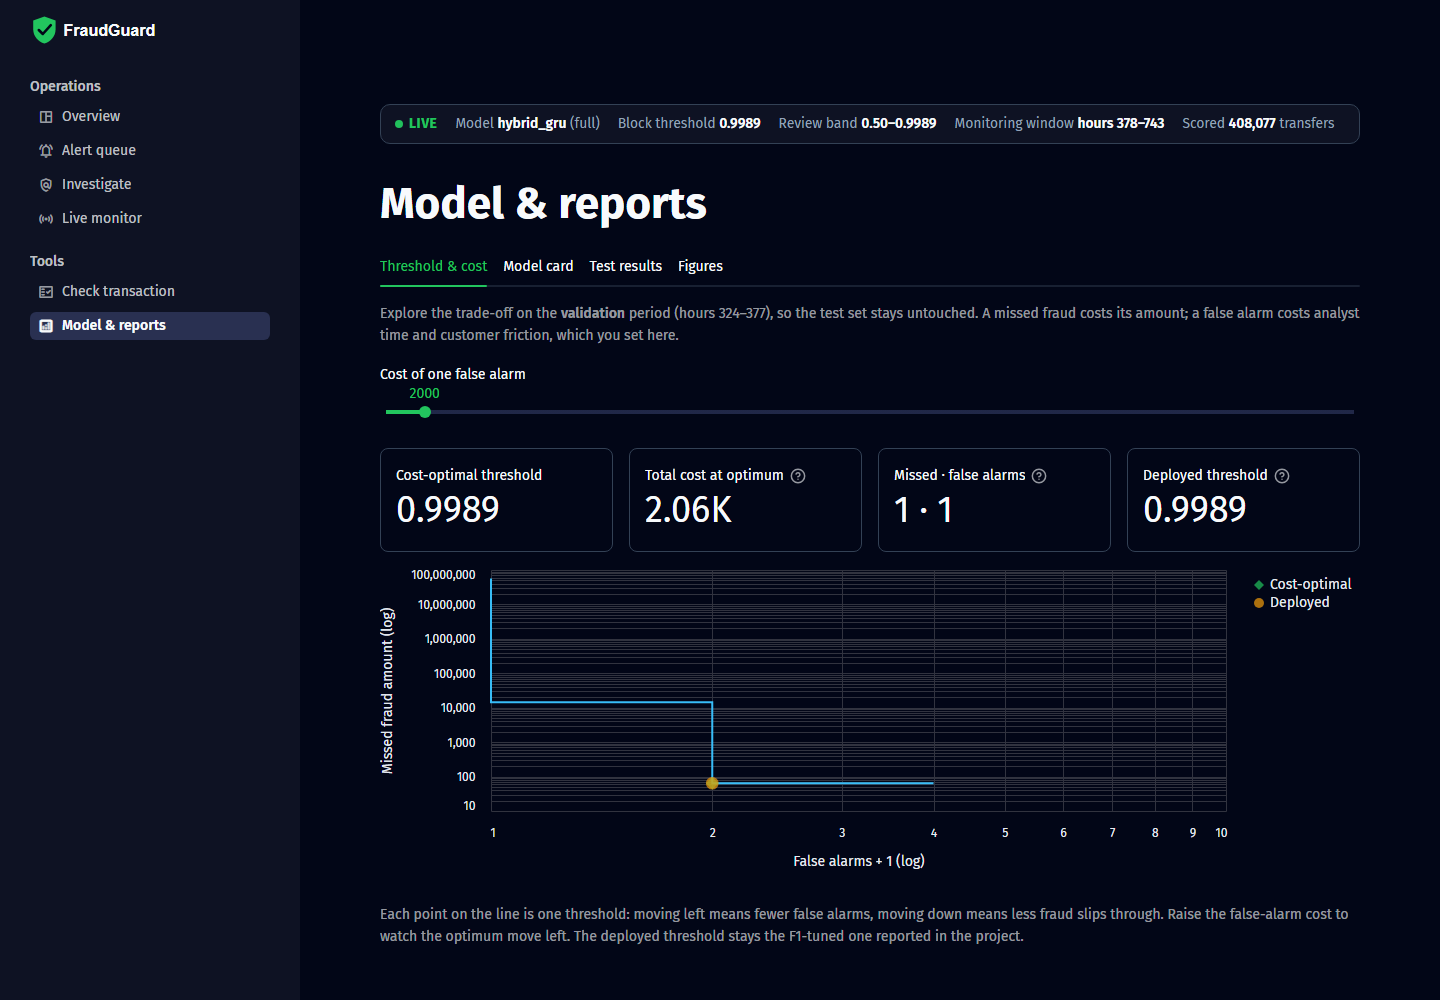 FraudGuard
Operations
Overview
Alert queue
Investigate
Live monitor
Tools
Check transaction
Model & reports
LIVE Model hybrid_gru (full) Block threshold 0.9989 Review band 0.50–0.9989 Monitoring window hours 378–743 Scored 408,077 transfers
Model & reports
Threshold & cost Model card Test results Figures
Explore the trade-off on the validation period (hours 324–377), so the test set stays untouched. A missed fraud costs its amount; a false alarm costs analyst
time and customer friction, which you set here.
Cost of one false alarm
2000
Cost-optimal threshold
0.9989
Total cost at optimum
2.06K
Missed · false alarms
1 · 1
Deployed threshold
0.9989
Missed fraud amount (log)
100,000,000
10,000,000
1,000,000
100,000
10,000
1,000
100
10
1 2 3 4 5 6 7 8 9 10
False alarms + 1 (log)
Cost-optimal
Deployed
Each point on the line is one threshold: moving left means fewer false alarms, moving down means less fraud slips through. Raise the false-alarm cost to
watch the optimum move left. The deployed threshold stays the F1-tuned one reported in the project.